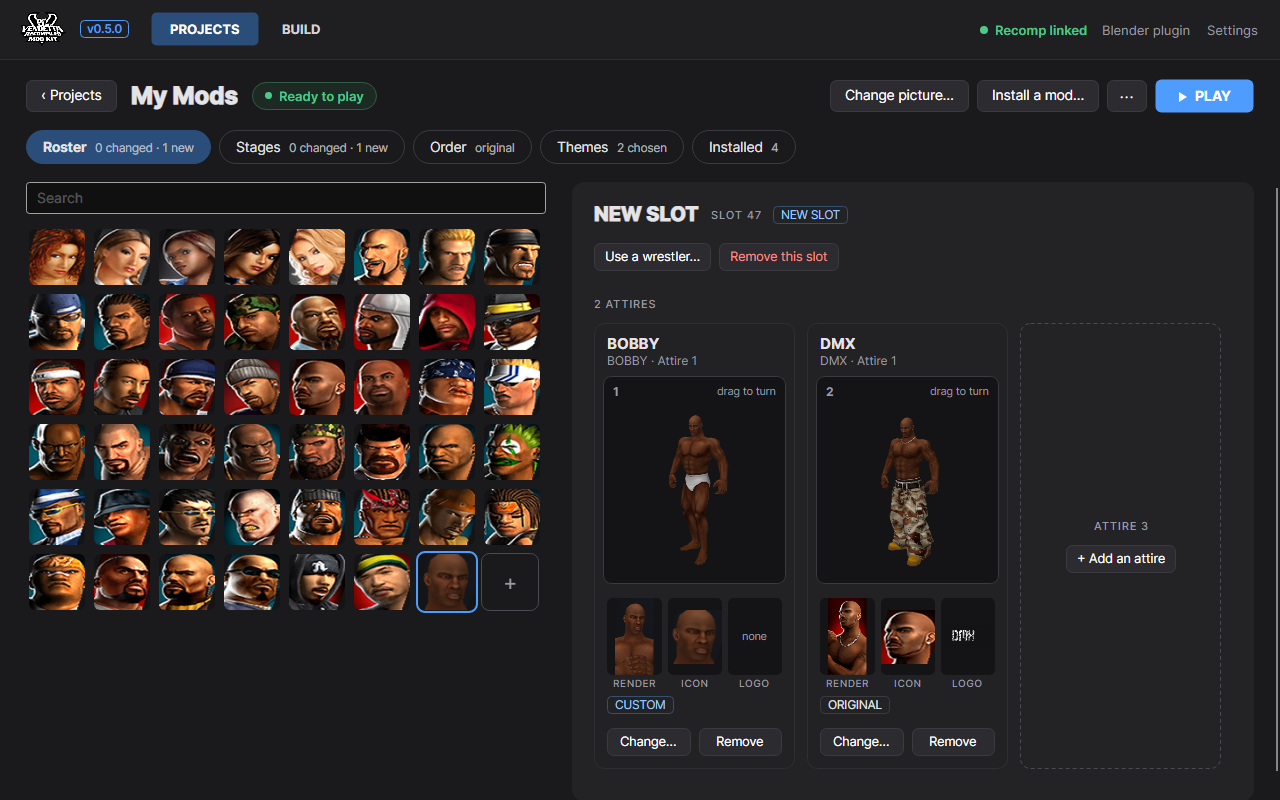 VENDETTA
MOD KIT
v0.5.0
PROJECTS
BUILD
Recomp linked
Blender plugin
Settings
‹ Projects
My Mods
Ready to play
Change picture...
Install a mod...
...
PLAY
Roster 0 changed · 1 new
Stages 0 changed · 1 new
Order original
Themes 2 chosen
Installed 4
Search
+
NEW SLOT SLOT 47 NEW SLOT
Use a wrestler...
Remove this slot
2 ATTIRES
BOBBY
BOBBY · Attire 1
1 drag to turn
none
RENDER ICON LOGO
CUSTOM
Change... Remove
DMX
DMX · Attire 1
2 drag to turn
DMX
RENDER ICON LOGO
ORIGINAL
Change... Remove
ATTIRE 3
+ Add an attire